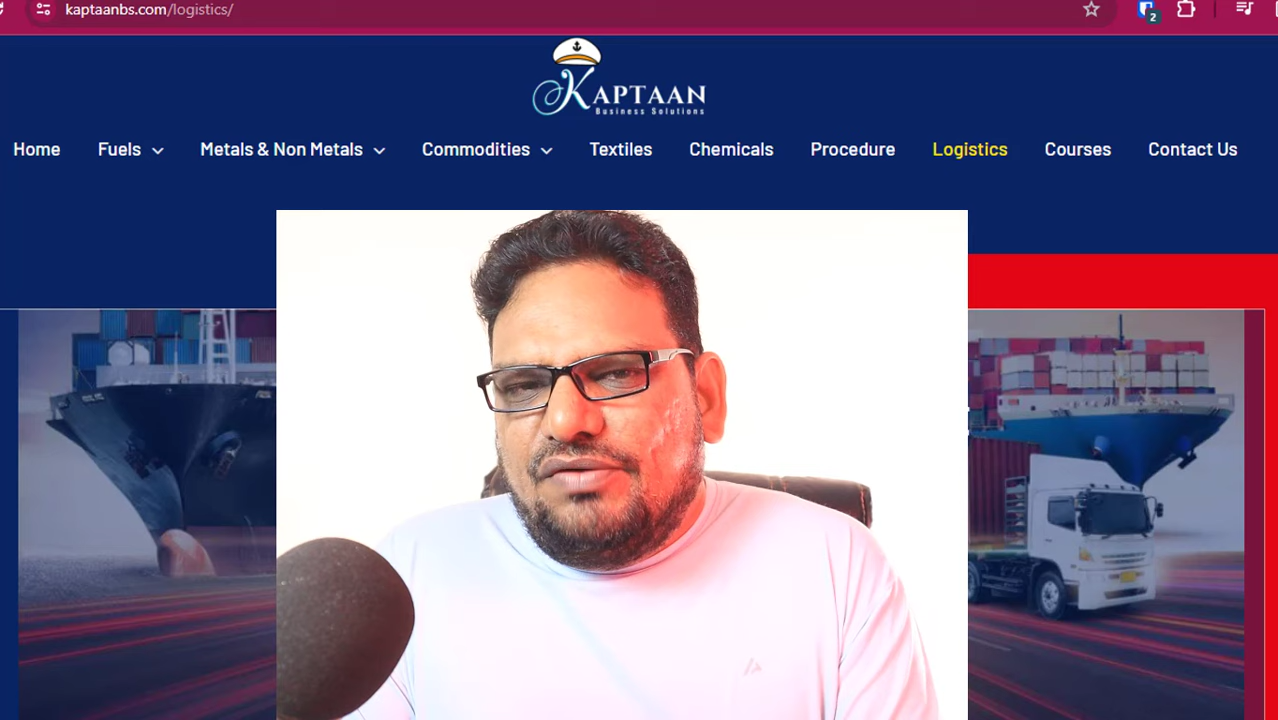 kaptaanbs.com/logistics/
2
KAPTAAN
Business Solutions
Home Fuels Metals & Non Metals Commodities Textiles Chemicals Procedure Logistics Courses Contact Us